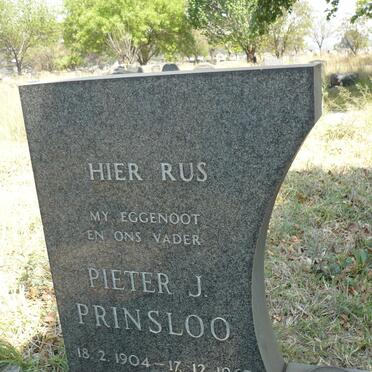 HIER RUS
MY EGGENOOT
EN ONS VADER
PIETER J.
PRINSLOO
18.2.1904-17.12.